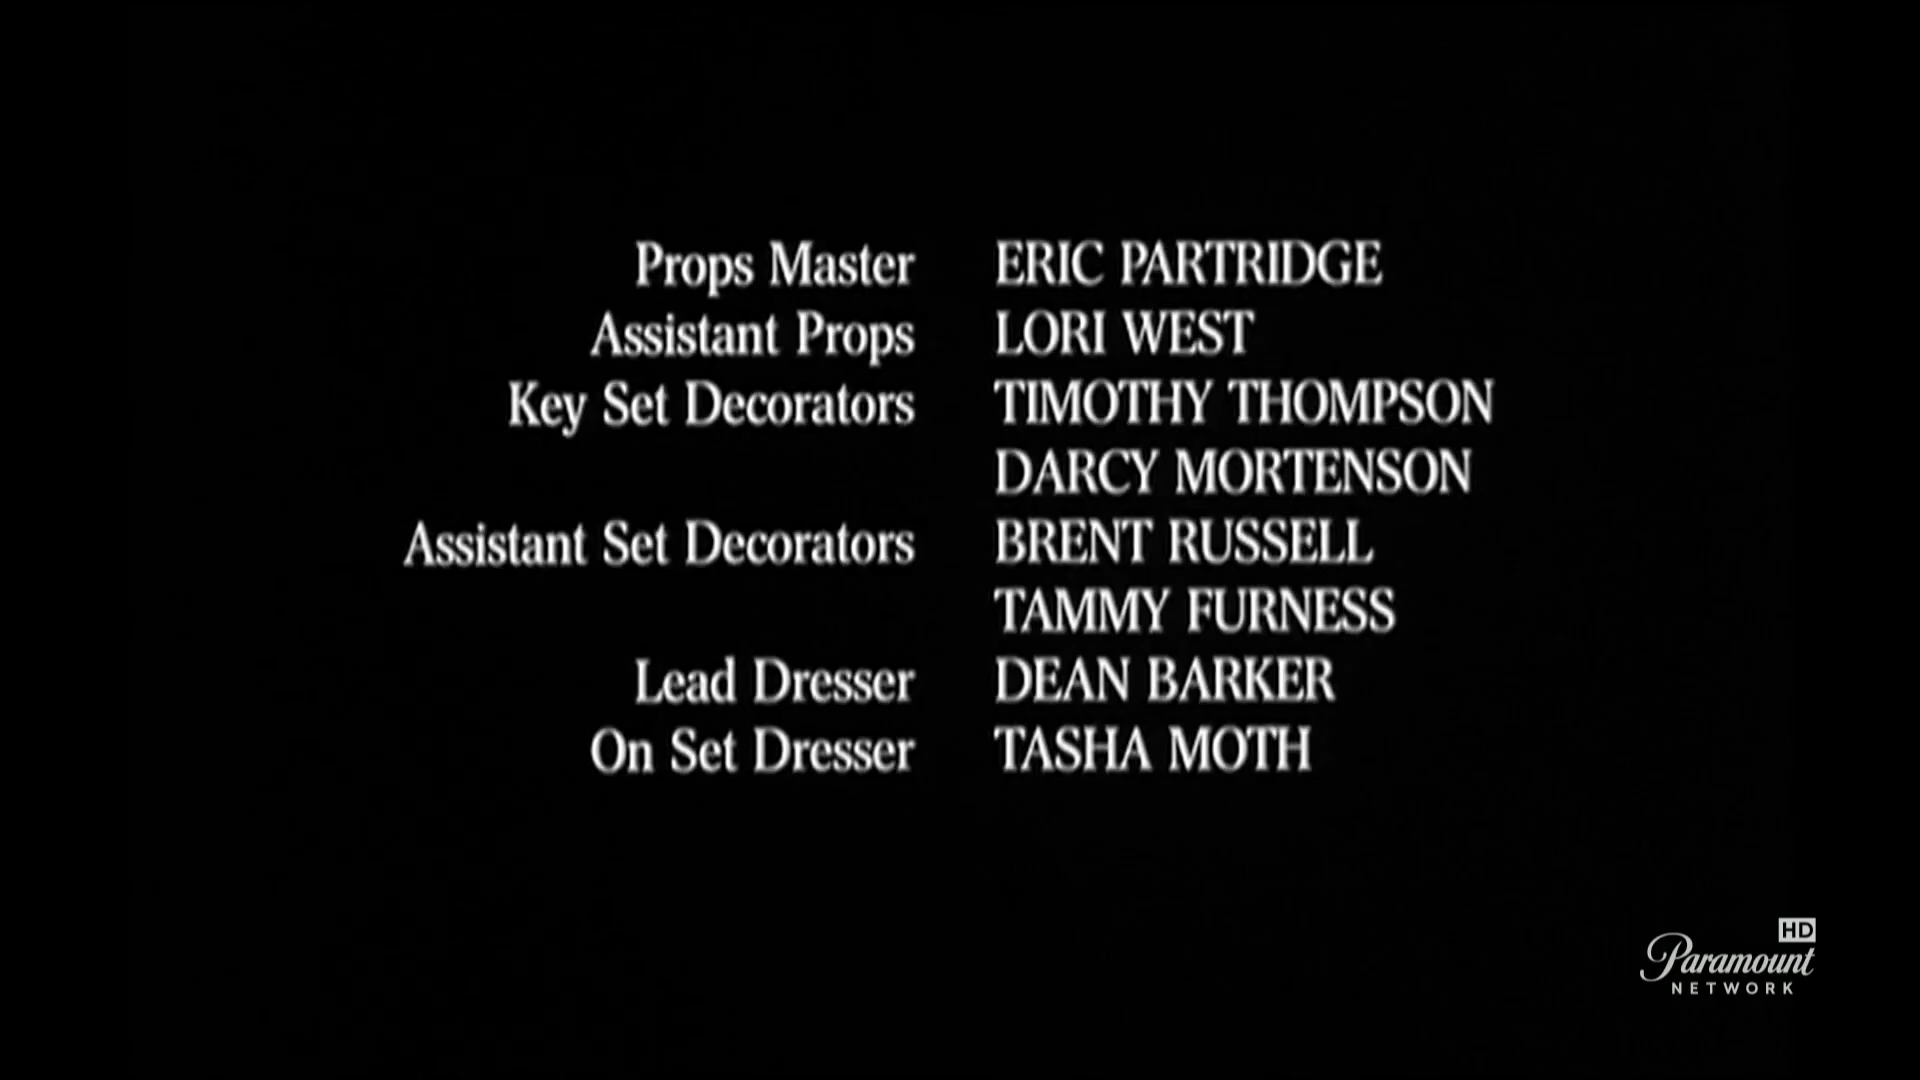 Props Master ERIC PARTRIDGE
Assistant Props LORI WEST
Key Set Decorators TIMOTHY THOMPSON
DARCY MORTENSON
Assistant Set Decorators BRENT RUSSELL
TAMMY FURNESS
Lead Dresser DEAN BARKER
On Set Dresser TASHA MOTH
HD
Paramount
NETWORK